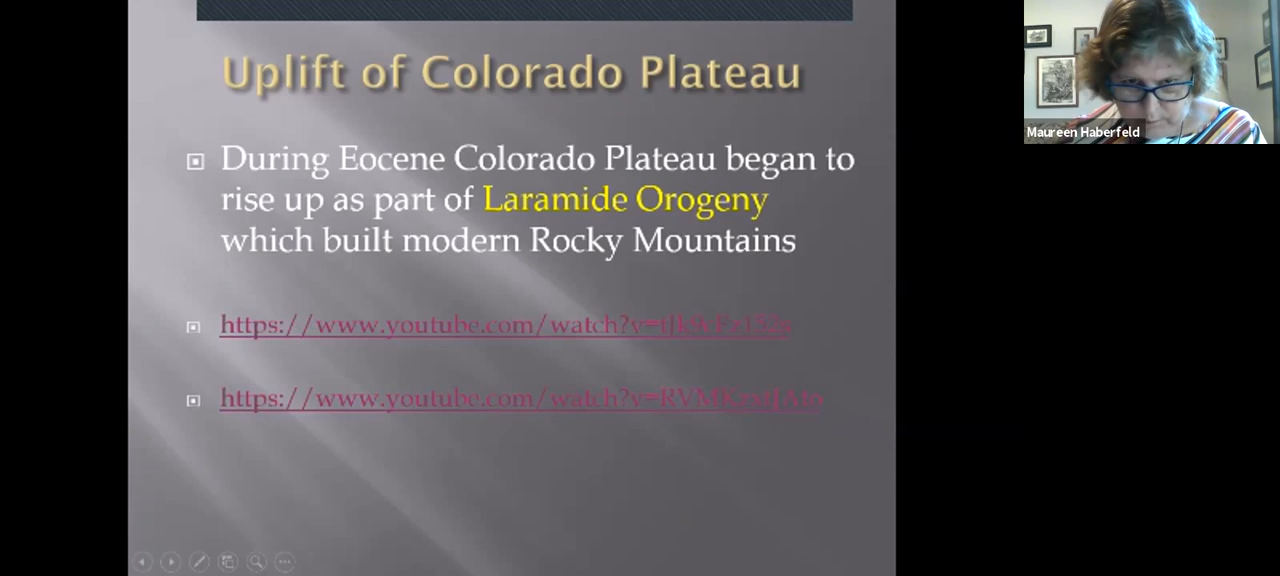 Uplift of Colorado Plateau
During Eocene Colorado Plateau began to
rise up as part of Laramide Orogeny
which built modern Rocky Mountains
Maureen Haberfeld